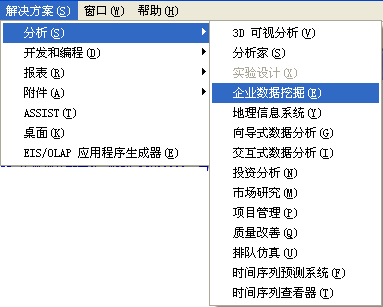 解决方案(S) 窗口(W) 帮助(H)
分析(S)
开发和编程(D)
报表(R)
附件(A)
ASSIST(T)
桌面(K)
EIS/OLAP 应用程序生成器(E)
3D 可视分析(V)
分析家(S)
实验设计(X)
企业数据挖掘(E)
地理信息系统(Y)
向导式数据分析(G)
交互式数据分析(I)
投资分析(N)
市场研究(M)
项目管理(P)
质量改善(Q)
排队仿真(U)
时间序列预测系统(F)
时间序列查看器(T)